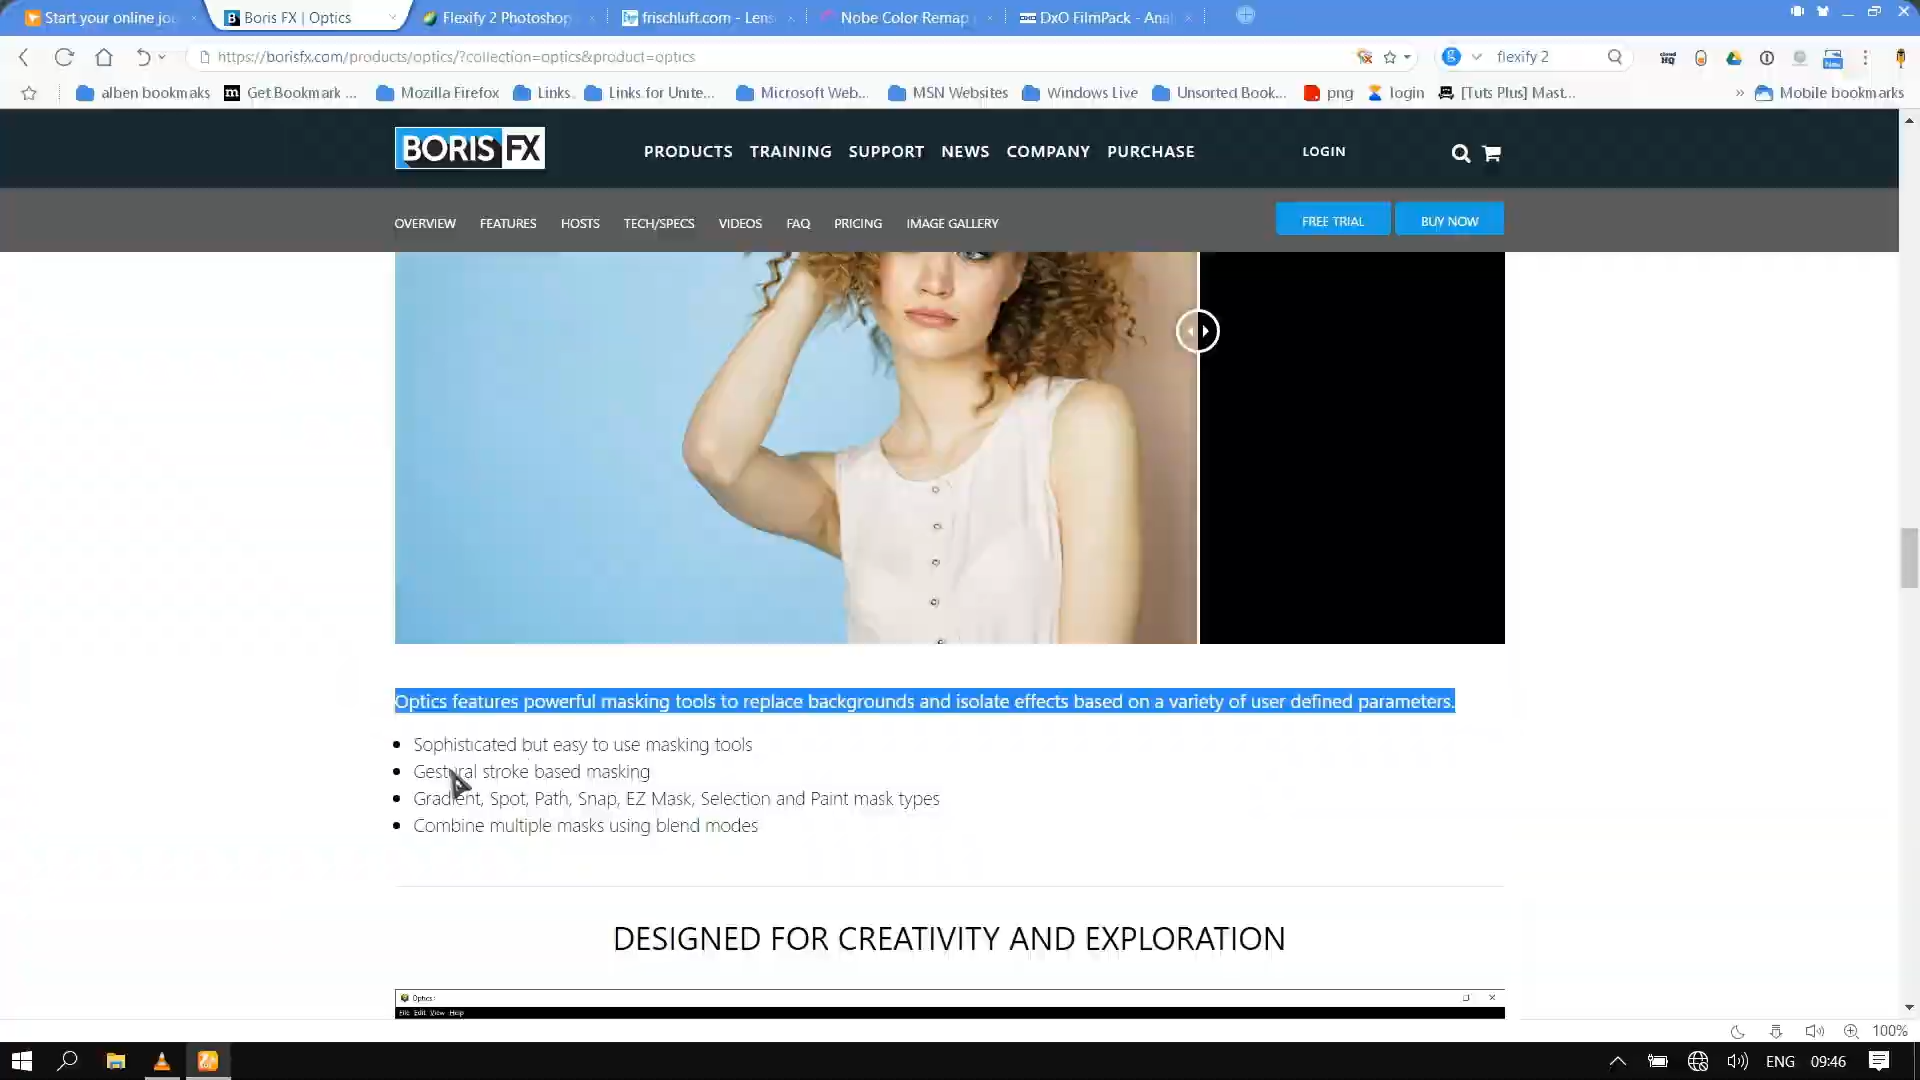 Start your online jo
Boris FX | Optics
Flexify 2 Photoshop
frischluft.com - Lens
Nobe Color Remap
DxO FilmPack - Ana
https://borisfx.com/products/optics/?collection=optics&product=optics
flexify 2
alben bookmaks
Get Bookmark ...
Mozilla Firefox
Links
Links for Unite...
Microsoft Web...
MSN Websites
Windows Live
Unsorted Book...
png
login
[Tuts Plus] Mast...
»
Mobile bookmarks
BORIS FX
PRODUCTS TRAINING SUPPORT NEWS COMPANY PURCHASE
LOGIN
OVERVIEW FEATURES HOSTS TECH/SPECS VIDEOS FAQ PRICING IMAGE GALLERY
FREE TRIAL
BUY NOW
Optics features powerful masking tools to replace backgrounds and isolate effects based on a variety of user defined parameters.
Sophisticated but easy to use masking tools
Gestural stroke based masking
Gradient, Spot, Path, Snap, EZ Mask, Selection and Paint mask types
Combine multiple masks using blend modes
DESIGNED FOR CREATIVITY AND EXPLORATION
Optics
File Edit View Help
100%
ENG
09:46